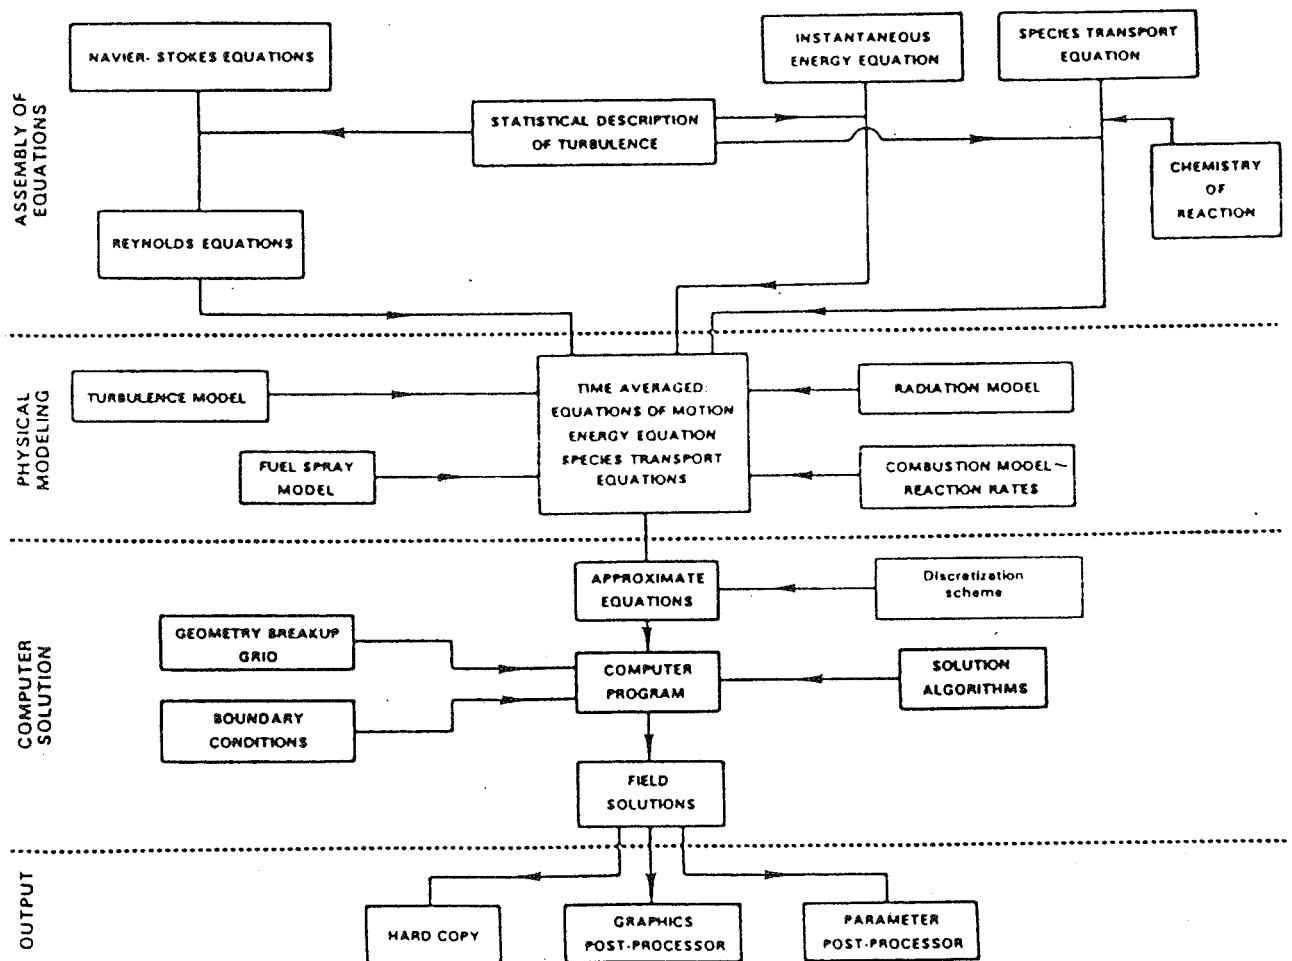 ASSEMBLY OF
EQUATIONS
NAVIER- STOKES EQUATIONS
INSTANTANEOUS
ENERGY EQUATION
SPECIES TRANSPORT
EQUATION
STATISTICAL DESCRIPTION
OF TURBULENCE
CHEMISTRY
OF
REACTION
REYNOLDS EQUATIONS
PHYSICAL
MODELING
TURBULENCE MODEL
FUEL SPRAY
MODEL
TIME AVERAGED:
EQUATIONS OF MOTION
ENERGY EQUATION
SPECIES TRANSPORT
EQUATIONS
RADIATION MODEL
COMBUSTION MODEL~
REACTION RATES
COMPUTER
SOLUTION
APPROXIMATE
EQUATIONS
Discretization
scheme
GEOMETRY BREAKUP
GRID
COMPUTER
PROGRAM
SOLUTION
ALGORITHMS
BOUNDARY
CONDITIONS
FIELD
SOLUTIONS
OUTPUT
HARD COPY
GRAPHICS
POST-PROCESSOR
PARAMETER
POST-PROCESSOR